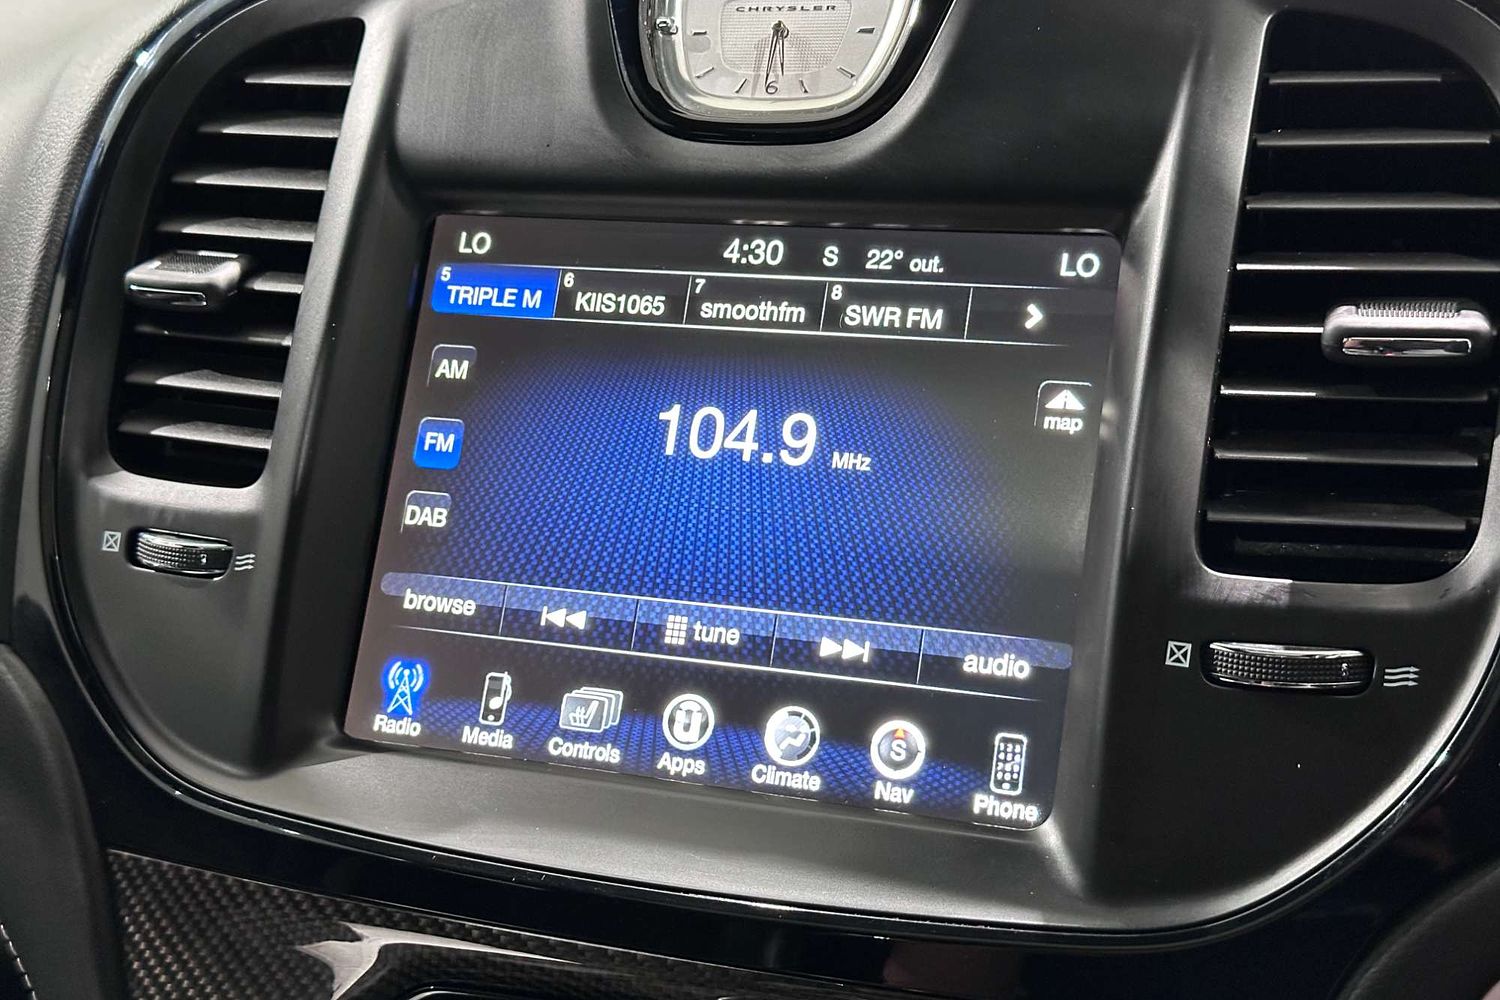 CHRYSLER
6
LO 4:30 S 22° out. LO
5 TRIPLE M 6 KIIS1065 7 smoothfm 8 SWR FM
AM
map
104.9 MHz
FM
DAB
browse tune audio
Radio Media Controls Apps Climate Nav Phone
S